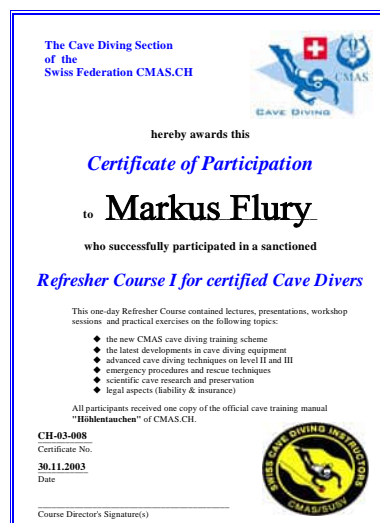 The Cave Diving Section
of the
Swiss Federation CMAS.CH
CMAS
CAVE DIVING
hereby awards this
Certificate of Participation
to Markus Flury
who successfully participated in a sanctioned
Refresher Course I for certified Cave Divers
This one-day Refresher Course contained lectures, presentations, workshop
sessions and practical exercises on the following topics:
◆ the new CMAS cave diving training scheme
◆ the latest developments in cave diving equipment
◆ advanced cave diving techniques on level II and III
◆ emergency procedures and rescue techniques
◆ scientific cave research and preservation
◆ legal aspects (liability & insurance)
All participants received one copy of the official cave training manual
"Höhlentauchen" of CMAS.CH.
CH-03-008
Certificate No.
30.11.2003
Date
Course Director's Signature(s)
SWISS CAVE DIVING INSTRUCTORS
CMAS/SUSV